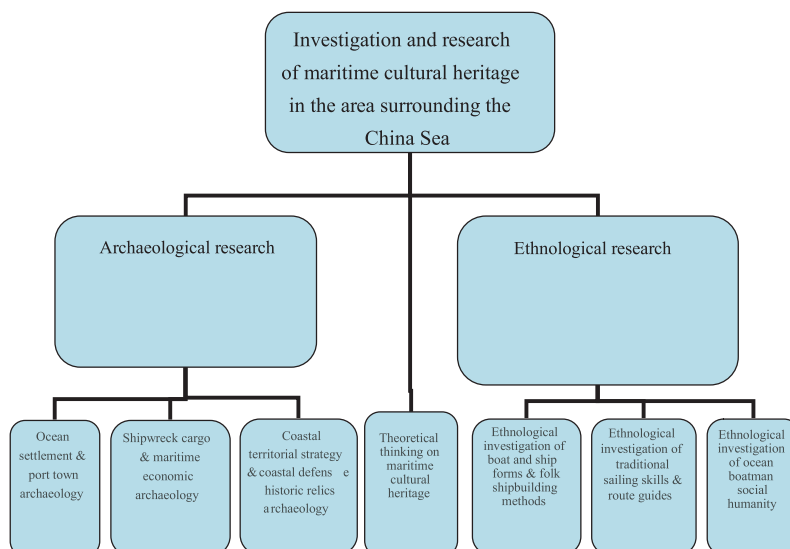 Investigation and research
of maritime cultural heritage
in the area surrounding the
China Sea
Archaeological research
Ethnological research
Ocean
settlement &
port town
archaeology
Shipwreck cargo
& maritime
economic
archaeology
Coastal
territorial strategy
& coastal defens e
historic relics
archaeology
Theoretical
thinking on
maritime
cultural
heritage
Ethnological
investigation of
boat and ship
forms & folk
shipbuilding
methods
Ethnological
investigation of
traditional
sailing skills &
route guides
Ethnological
investigation
of ocean
boatman
social
humanity